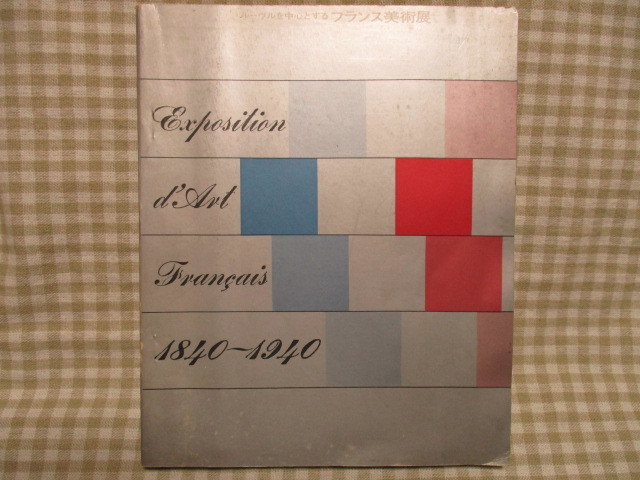 ルーヴルを中心とするフランス美術展
Exposition
d'Art
Français
1840-1940